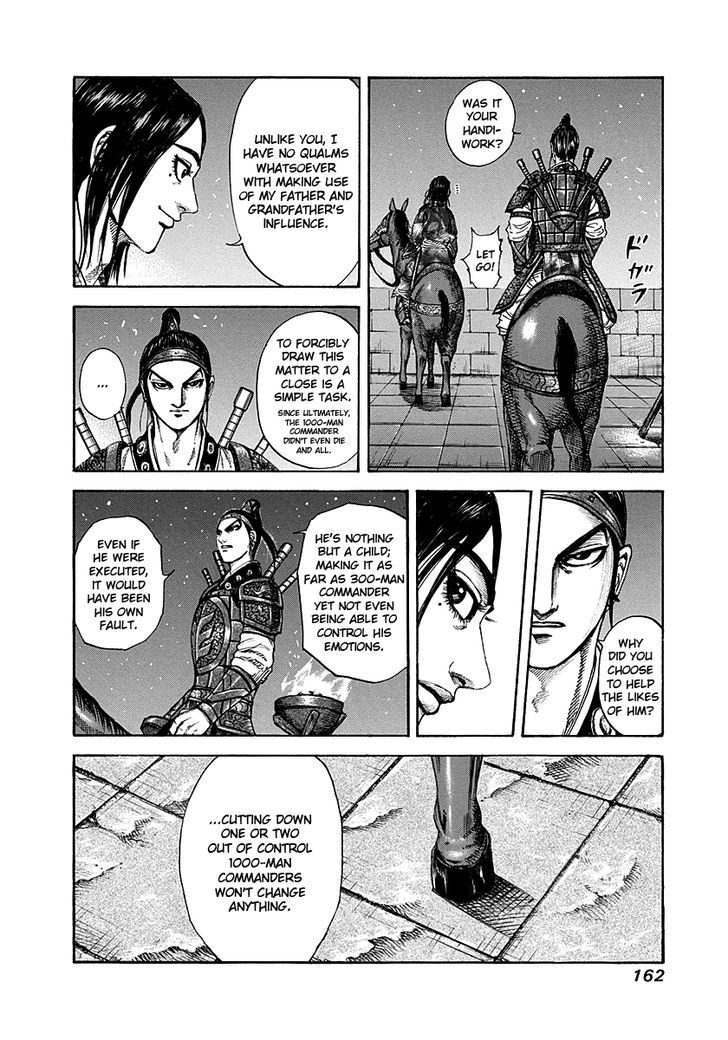 WAS IT
YOUR
HANDI-
WORK?
...
LET
GO!
ドガラ
UNLIKE YOU, I
HAVE NO QUALMS
WHATSOEVER
WITH MAKING USE
OF MY FATHER AND
GRANDFATHER'S
INFLUENCE.
TO FORCIBLY
DRAW THIS
MATTER TO A
CLOSE IS A
SIMPLE TASK.
SINCE ULTIMATELY,
THE 1000-MAN
COMMANDER
DIDN'T EVEN DIE
AND ALL.
...
WHY
DID YOU
CHOOSE
TO HELP
THE LIKES
OF HIM?
HE'S NOTHING
BUT A CHILD;
MAKING IT AS
FAR AS 300-MAN
COMMANDER
YET NOT EVEN
BEING ABLE TO
CONTROL HIS
EMOTIONS.
EVEN IF
HE WERE
EXECUTED,
IT WOULD
HAVE BEEN
HIS OWN
FAULT.
...CUTTING DOWN
ONE OR TWO
OUT OF CONTROL
1000-MAN
COMMANDERS
WON'T CHANGE
ANYTHING.
162